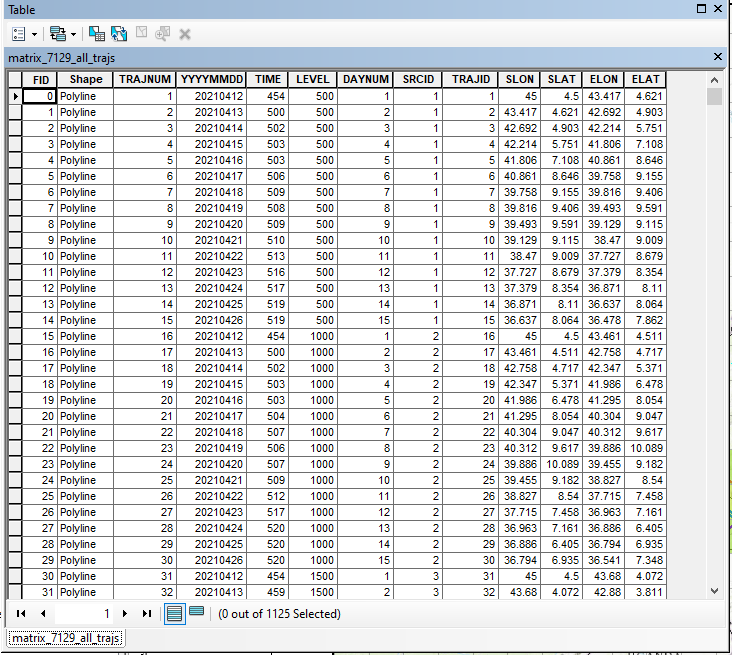 Table
matrix_7129_all_trajs
FID Shape TRAJNUM YYYYMMDD TIME LEVEL DAYNUM SRCID TRAJID SLON SLAT ELON ELAT
0 Polyline 1 20210412 454 500 1 1 1 45 4.5 43.417 4.621
1 Polyline 2 20210413 500 500 2 1 2 43.417 4.621 42.692 4.903
2 Polyline 3 20210414 502 500 3 1 3 42.692 4.903 42.214 5.751
3 Polyline 4 20210415 503 500 4 1 4 42.214 5.751 41.806 7.108
4 Polyline 5 20210416 503 500 5 1 5 41.806 7.108 40.861 8.646
5 Polyline 6 20210417 506 500 6 1 6 40.861 8.646 39.758 9.155
6 Polyline 7 20210418 509 500 7 1 7 39.758 9.155 39.816 9.406
7 Polyline 8 20210419 508 500 8 1 8 39.816 9.406 39.493 9.591
8 Polyline 9 20210420 509 500 9 1 9 39.493 9.591 39.129 9.115
9 Polyline 10 20210421 510 500 10 1 10 39.129 9.115 38.47 9.009
10 Polyline 11 20210422 513 500 11 1 11 38.47 9.009 37.727 8.679
11 Polyline 12 20210423 516 500 12 1 12 37.727 8.679 37.379 8.354
12 Polyline 13 20210424 517 500 13 1 13 37.379 8.354 36.871 8.11
13 Polyline 14 20210425 519 500 14 1 14 36.871 8.11 36.637 8.064
14 Polyline 15 20210426 519 500 15 1 15 36.637 8.064 36.478 7.862
15 Polyline 16 20210412 454 1000 1 2 16 45 4.5 43.461 4.511
16 Polyline 17 20210413 500 1000 2 2 17 43.461 4.511 42.758 4.717
17 Polyline 18 20210414 502 1000 3 2 18 42.758 4.717 42.347 5.371
18 Polyline 19 20210415 503 1000 4 2 19 42.347 5.371 41.986 6.478
19 Polyline 20 20210416 503 1000 5 2 20 41.986 6.478 41.295 8.054
20 Polyline 21 20210417 504 1000 6 2 21 41.295 8.054 40.304 9.047
21 Polyline 22 20210418 507 1000 7 2 22 40.304 9.047 40.312 9.617
22 Polyline 23 20210419 506 1000 8 2 23 40.312 9.617 39.886 10.089
23 Polyline 24 20210420 507 1000 9 2 24 39.886 10.089 39.455 9.182
24 Polyline 25 20210421 509 1000 10 2 25 39.455 9.182 38.827 8.54
25 Polyline 26 20210422 512 1000 11 2 26 38.827 8.54 37.715 7.458
26 Polyline 27 20210423 517 1000 12 2 27 37.715 7.458 36.963 7.161
27 Polyline 28 20210424 520 1000 13 2 28 36.963 7.161 36.886 6.405
28 Polyline 29 20210425 520 1000 14 2 29 36.886 6.405 36.794 6.935
29 Polyline 30 20210426 520 1000 15 2 30 36.794 6.935 36.541 7.348
30 Polyline 31 20210412 454 1500 1 3 31 45 4.5 43.68 4.072
31 Polyline 32 20210413 459 1500 2 3 32 43.68 4.072 42.88 3.811
1 (0 out of 1125 Selected)
matrix_7129_all_trajs